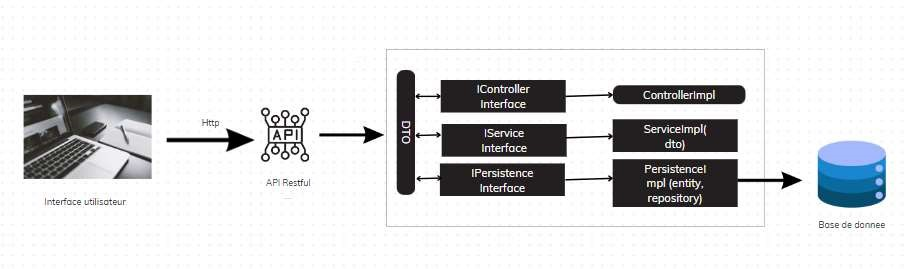 Interface utilisateur
Http
API
API Restful
DTO
IController
Interface
ControllerImpl
IService
Interface
ServiceImpl(
dto)
IPersistence
Interface
PersistenceI
mpl (entity,
repository)
Base de donnee